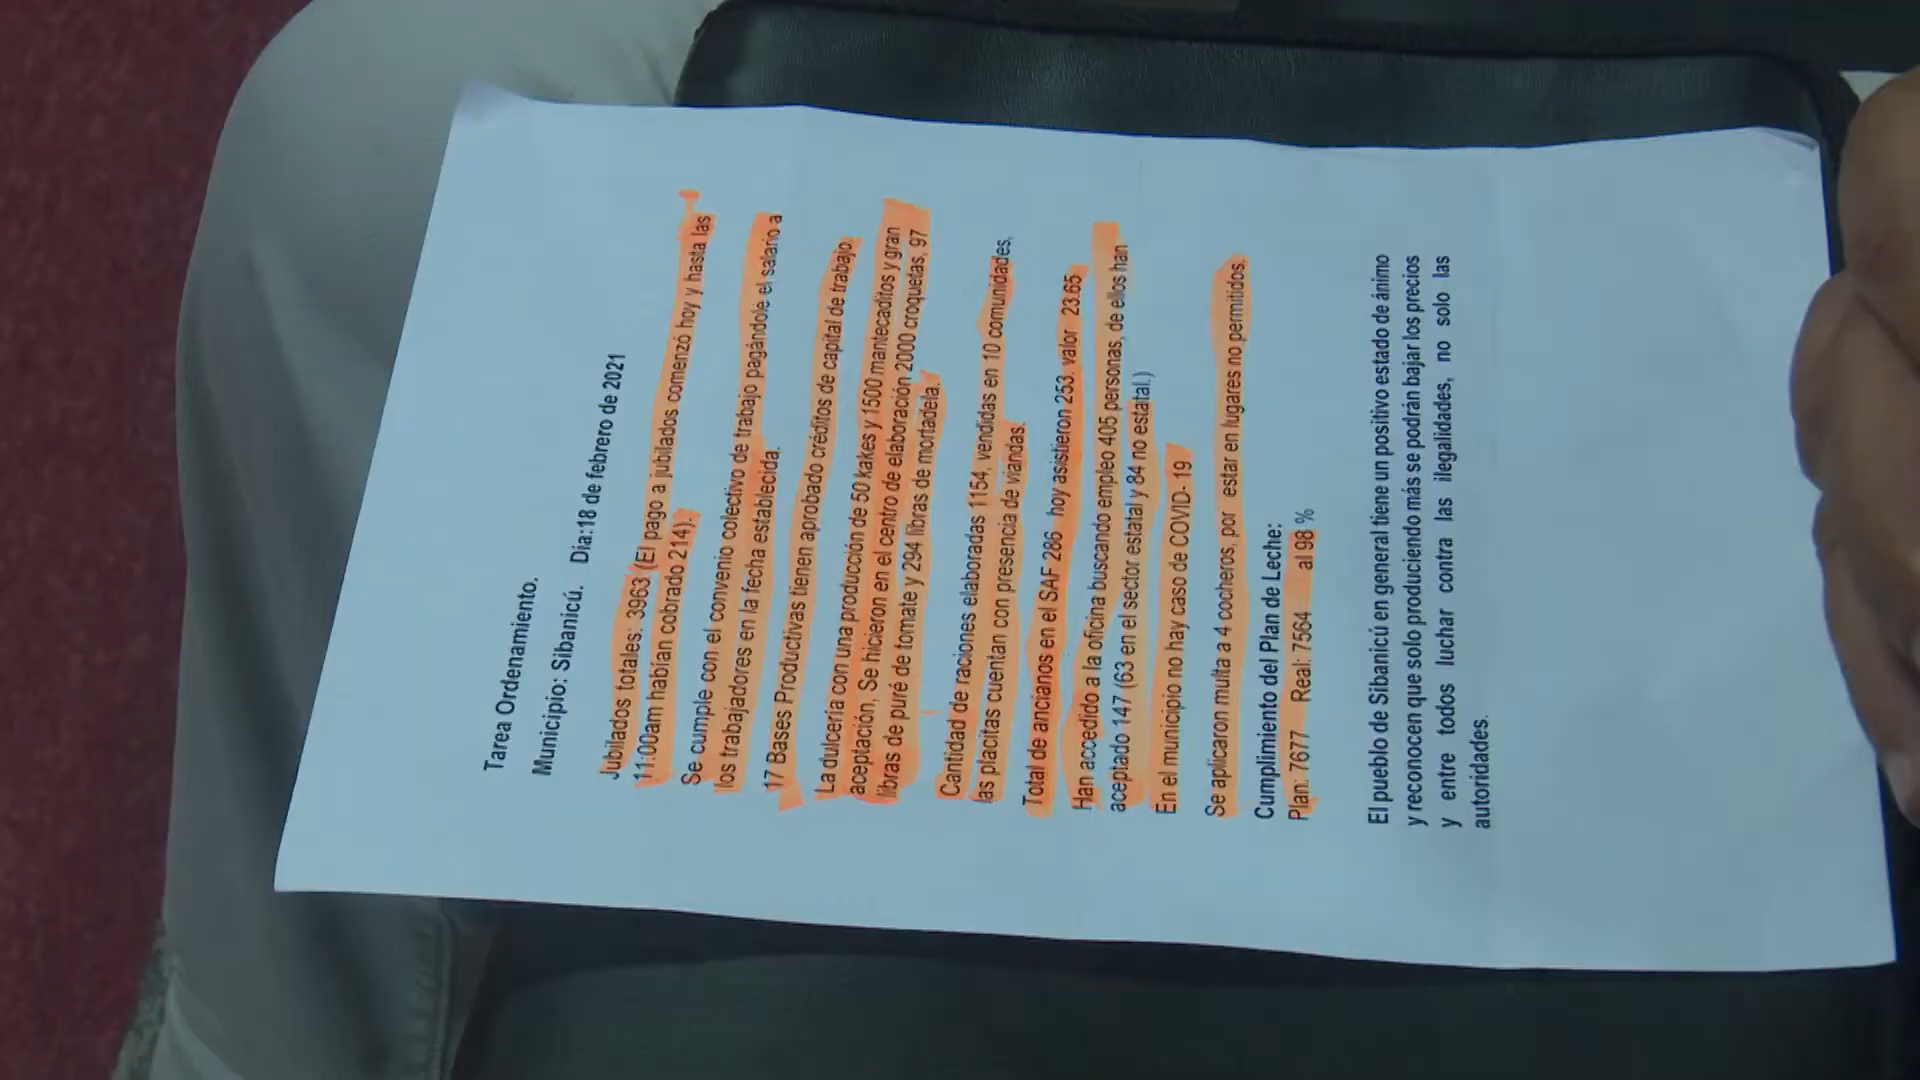 Tarea Ordenamiento.
Municipio: Sibanicú. Dia:18 de febrero de 2021
Jubilados totales: 3963 (El pago a jubilados comenzó hoy y hasta las
11:00am habían cobrado 214).
Se cumple con el convenio colectivo de trabajo pagándole el salario a
los trabajadores en la fecha establecida.
17 Bases Productivas tienen aprobado créditos de capital de trabajo.
La dulcería con una producción de 50 kakes y 1500 mantecaditos y gran
aceptación, Se hicieron en el centro de elaboración 2000 croquetas, 97
libras de puré de tomate y 294 libras de mortadela.
Cantidad de raciones elaboradas 1154, vendidas en 10 comunidades,
las placitas cuentan con presencia de viandas.
Total de ancianos en el SAF 286 hoy asistieron 253. valor 23.65
Han accedido a la oficina buscando empleo 405 personas, de ellos han
aceptado 147 (63 en el sector estatal y 84 no estatal.)
En el municipio no hay caso de COVID- 19
Se aplicaron multa a 4 cocheros, por estar en lugares no permitidos.
Cumplimiento del Plan de Leche:
Plan: 7677 Real: 7564 al 98 %
El pueblo de Sibanicú en general tiene un positivo estado de ánimo
y reconocen que solo produciendo más se podrán bajar los precios
y entre todos luchar contra las ilegalidades, no solo las
autoridades.